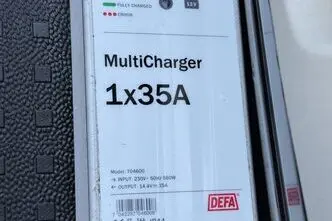 FULLY CHARGED
ERROR
12V
MultiCharger
1x35A
Model: 704600
INPUT: 230V~ 50Hz 560W
OUTPUT: 14.4V⎓ 35A
DEFA